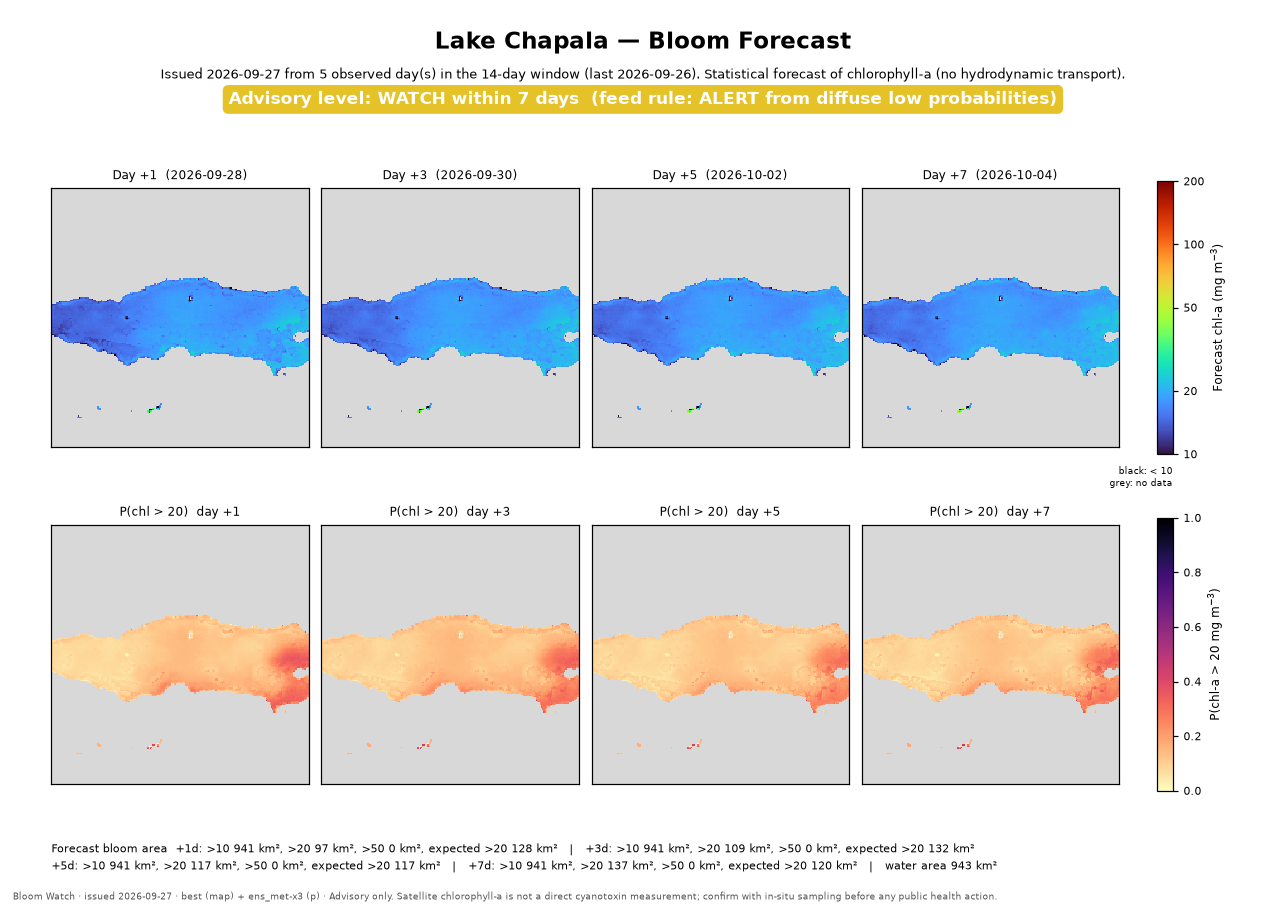 Lake Chapala — Bloom Forecast
Issued 2026-09-27 from 5 observed day(s) in the 14-day window (last 2026-09-26). Statistical forecast of chlorophyll-a (no hydrodynamic transport).
Advisory level: WATCH within 7 days (feed rule: ALERT from diffuse low probabilities)
Day +1 (2026-09-28)
Day +3 (2026-09-30)
Day +5 (2026-10-02)
Day +7 (2026-10-04)
200
100
50
20
10
Forecast chl-a (mg m⁻³)
black: < 10
grey: no data
P(chl > 20) day +1
P(chl > 20) day +3
P(chl > 20) day +5
P(chl > 20) day +7
1.0
0.8
0.6
0.4
0.2
0.0
P(chl-a > 20 mg m⁻³)
Forecast bloom area +1d: >10 941 km², >20 97 km², >50 0 km², expected >20 128 km² | +3d: >10 941 km², >20 109 km², >50 0 km², expected >20 132 km²
+5d: >10 941 km², >20 117 km², >50 0 km², expected >20 117 km² | +7d: >10 941 km², >20 137 km², >50 0 km², expected >20 120 km² | water area 943 km²
Bloom Watch · issued 2026-09-27 · best (map) + ens_met-x3 (p) · Advisory only. Satellite chlorophyll-a is not a direct cyanotoxin measurement; confirm with in-situ sampling before any public health action.